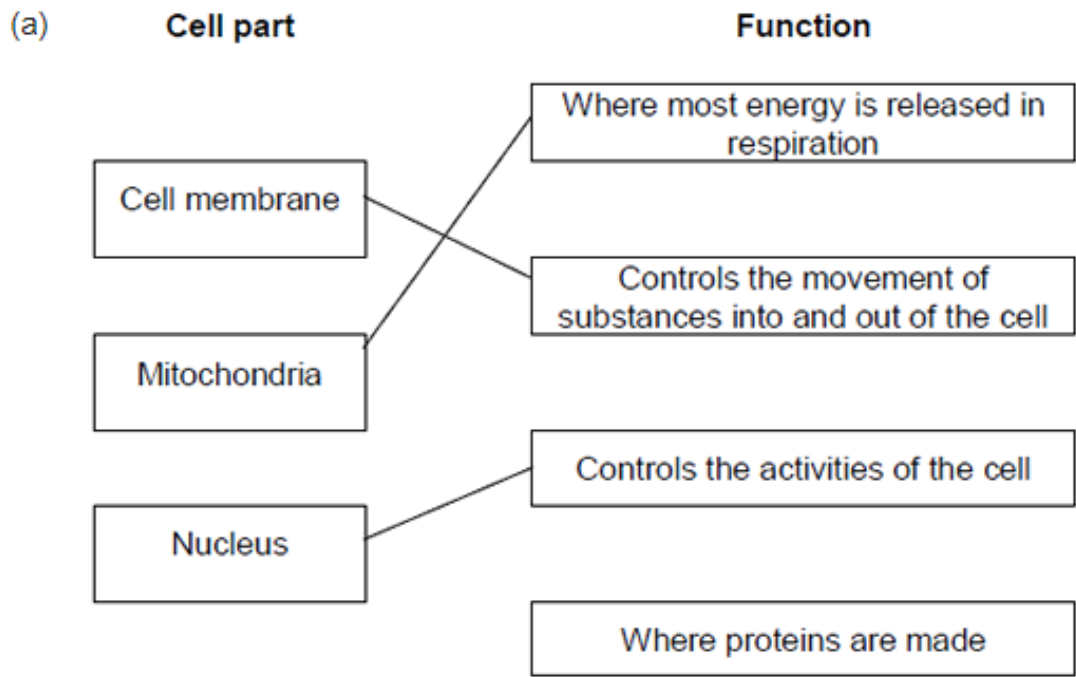 (a) Cell part Function
Where most energy is released in
respiration
Cell membrane
Controls the movement of
substances into and out of the cell
Mitochondria
Controls the activities of the cell
Nucleus
Where proteins are made